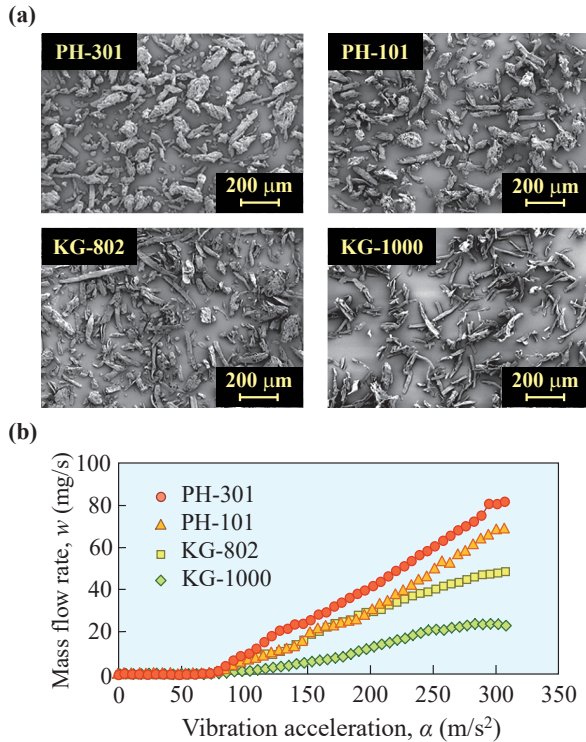 (a)
PH-301
PH-101
200 μm
200 μm
KG-802
KG-1000
200 μm
200 μm
(b)
Mass flow rate, w (mg/s)
100
80
60
40
20
0
PH-301
PH-101
KG-802
KG-1000
0 50 100 150 200 250 300 350
Vibration acceleration, α (m/s²)